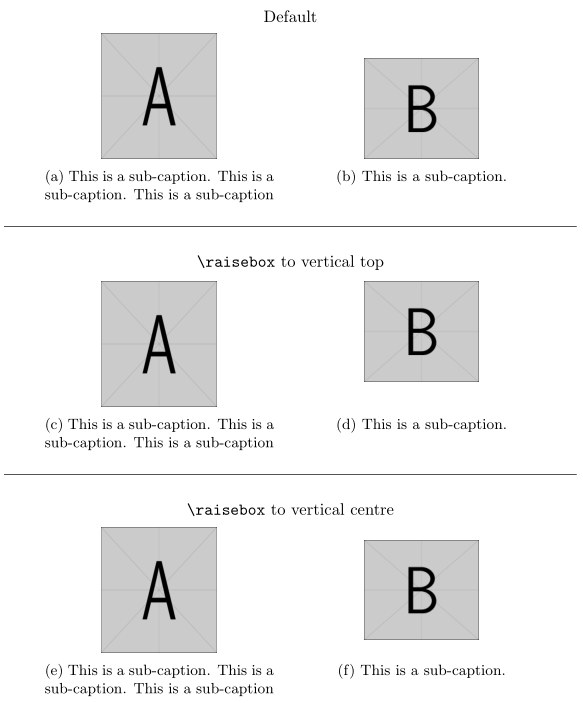 Default
A
B
(a) This is a sub-caption. This is a
sub-caption. This is a sub-caption
(b) This is a sub-caption.
\raisebox to vertical top
A
B
(c) This is a sub-caption. This is a
sub-caption. This is a sub-caption
(d) This is a sub-caption.
\raisebox to vertical centre
A
B
(e) This is a sub-caption. This is a
sub-caption. This is a sub-caption
(f) This is a sub-caption.